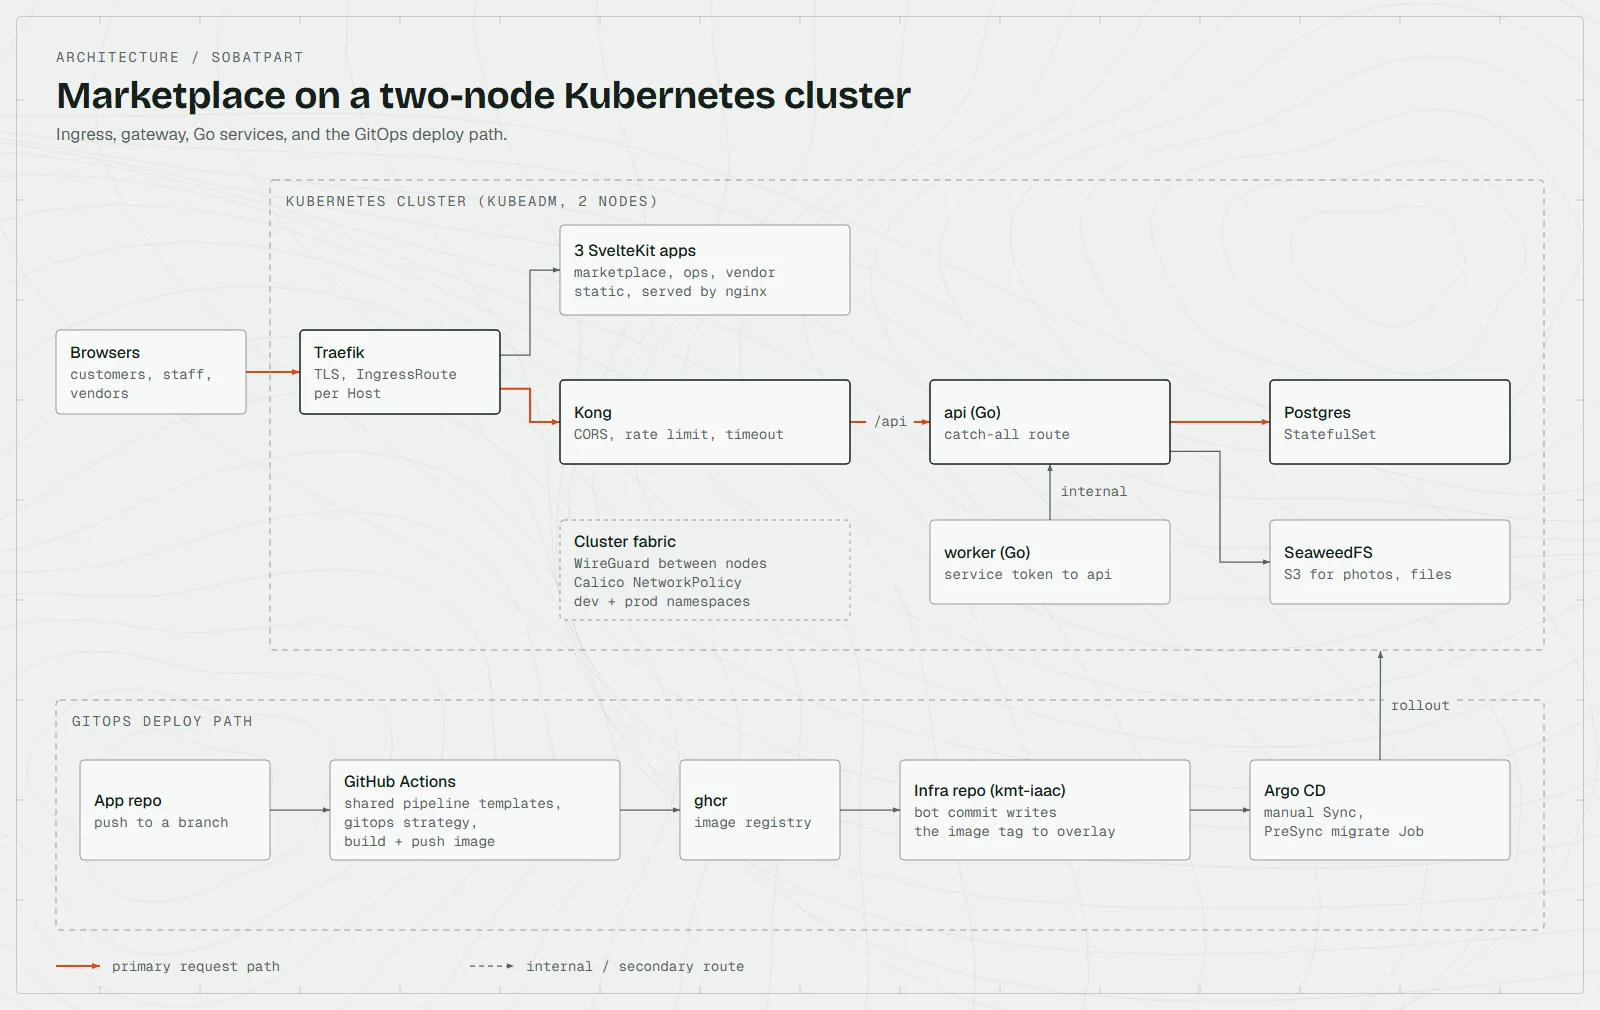 ARCHITECTURE / SOBATPART
Marketplace on a two-node Kubernetes cluster
Ingress, gateway, Go services, and the GitOps deploy path.
KUBERNETES CLUSTER (KUBEADM, 2 NODES)
3 SvelteKit apps
marketplace, ops, vendor
static, served by nginx
Browsers
customers, staff,
vendors
Traefik
TLS, IngressRoute
per Host
Kong
CORS, rate limit, timeout
/api
api (Go)
catch-all route
Postgres
StatefulSet
internal
Cluster fabric
WireGuard between nodes
Calico NetworkPolicy
dev + prod namespaces
worker (Go)
service token to api
SeaweedFS
S3 for photos, files
rollout
GITOPS DEPLOY PATH
App repo
push to a branch
GitHub Actions
shared pipeline templates,
gitops strategy,
build + push image
ghcr
image registry
Infra repo (kmt-iaac)
bot commit writes
the image tag to overlay
Argo CD
manual Sync,
PreSync migrate Job
primary request path
internal / secondary route